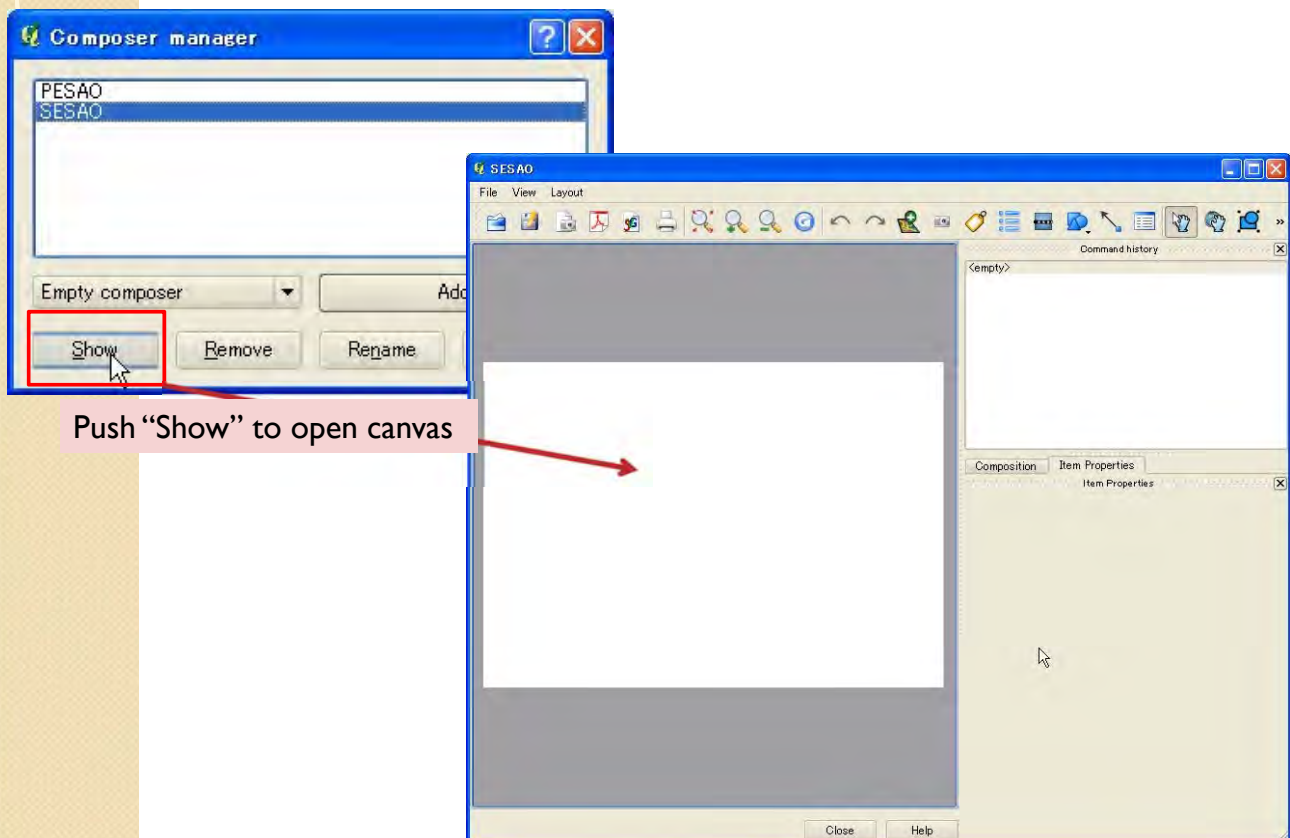 Composer manager
PESAO
SESAO
Empty composer
Add
Show
Remove
Rename
Push “Show” to open canvas
SESAO
File View Layout
Command history
<empty>
Composition Item Properties
Item Properties
Close Help